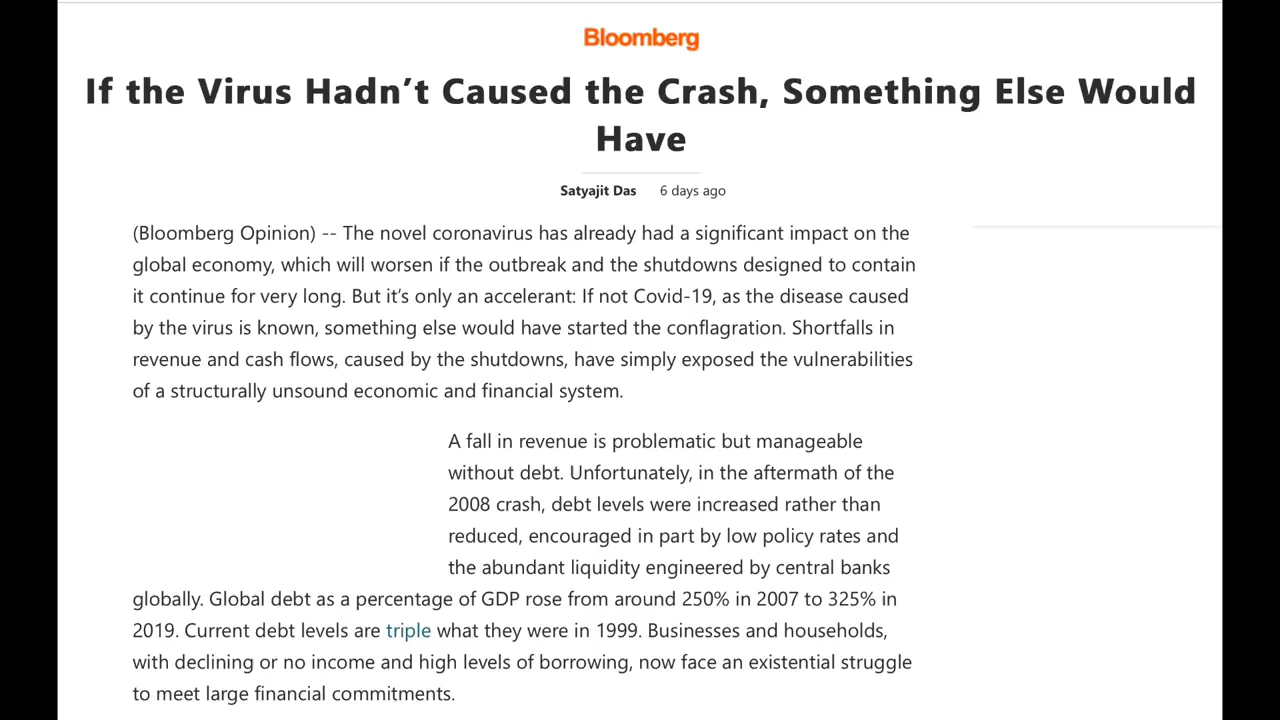 Bloomberg
If the Virus Hadn’t Caused the Crash, Something Else Would
Have
Satyajit Das 6 days ago
(Bloomberg Opinion) -- The novel coronavirus has already had a significant impact on the
global economy, which will worsen if the outbreak and the shutdowns designed to contain
it continue for very long. But it’s only an accelerant: If not Covid-19, as the disease caused
by the virus is known, something else would have started the conflagration. Shortfalls in
revenue and cash flows, caused by the shutdowns, have simply exposed the vulnerabilities
of a structurally unsound economic and financial system.
A fall in revenue is problematic but manageable
without debt. Unfortunately, in the aftermath of the
2008 crash, debt levels were increased rather than
reduced, encouraged in part by low policy rates and
the abundant liquidity engineered by central banks
globally. Global debt as a percentage of GDP rose from around 250% in 2007 to 325% in
2019. Current debt levels are triple what they were in 1999. Businesses and households,
with declining or no income and high levels of borrowing, now face an existential struggle
to meet large financial commitments.